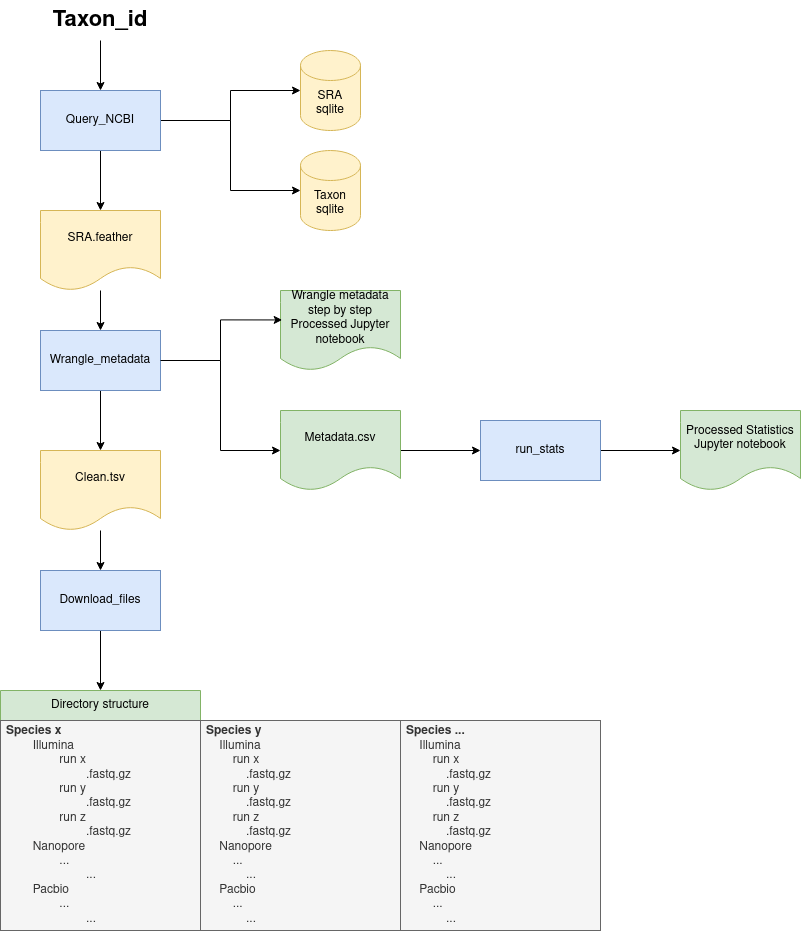 Taxon_id
Query_NCBI
SRA
sqlite
Taxon
sqlite
SRA.feather
Wrangle metadata
step by step
Processed Jupyter
notebook
Wrangle_metadata
Metadata.csv
run_stats
Processed Statistics
Jupyter notebook
Clean.tsv
Download_files
Directory structure
Species x
Illumina
run x
.fastq.gz
run y
.fastq.gz
run z
.fastq.gz
Nanopore
...
...
Pacbio
...
...
Species y
Illumina
run x
.fastq.gz
run y
.fastq.gz
run z
.fastq.gz
Nanopore
...
...
Pacbio
...
...
Species ...
Illumina
run x
.fastq.gz
run y
.fastq.gz
run z
.fastq.gz
Nanopore
...
...
Pacbio
...
...